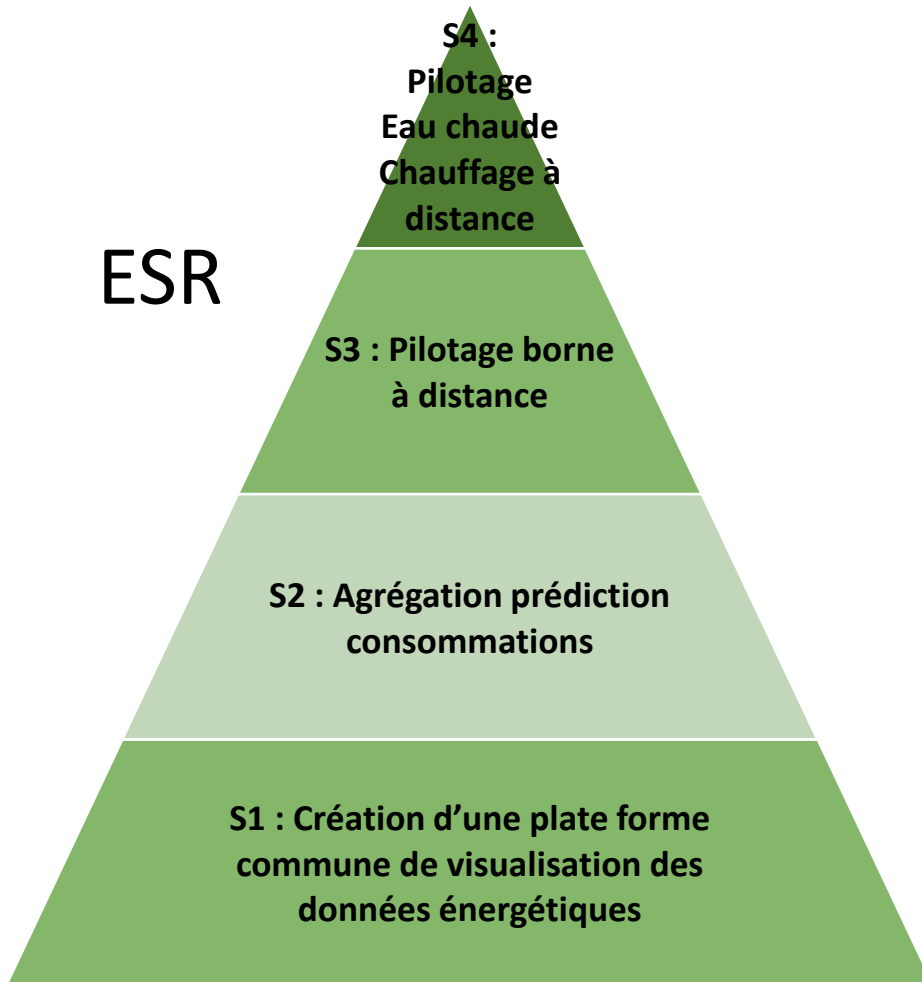 S4 :
Pilotage
Eau chaude
Chauffage à
distance
ESR
S3 : Pilotage borne
à distance
S2 : Agrégation prédiction
consommations
S1 : Création d’une plate forme
commune de visualisation des
données énergétiques